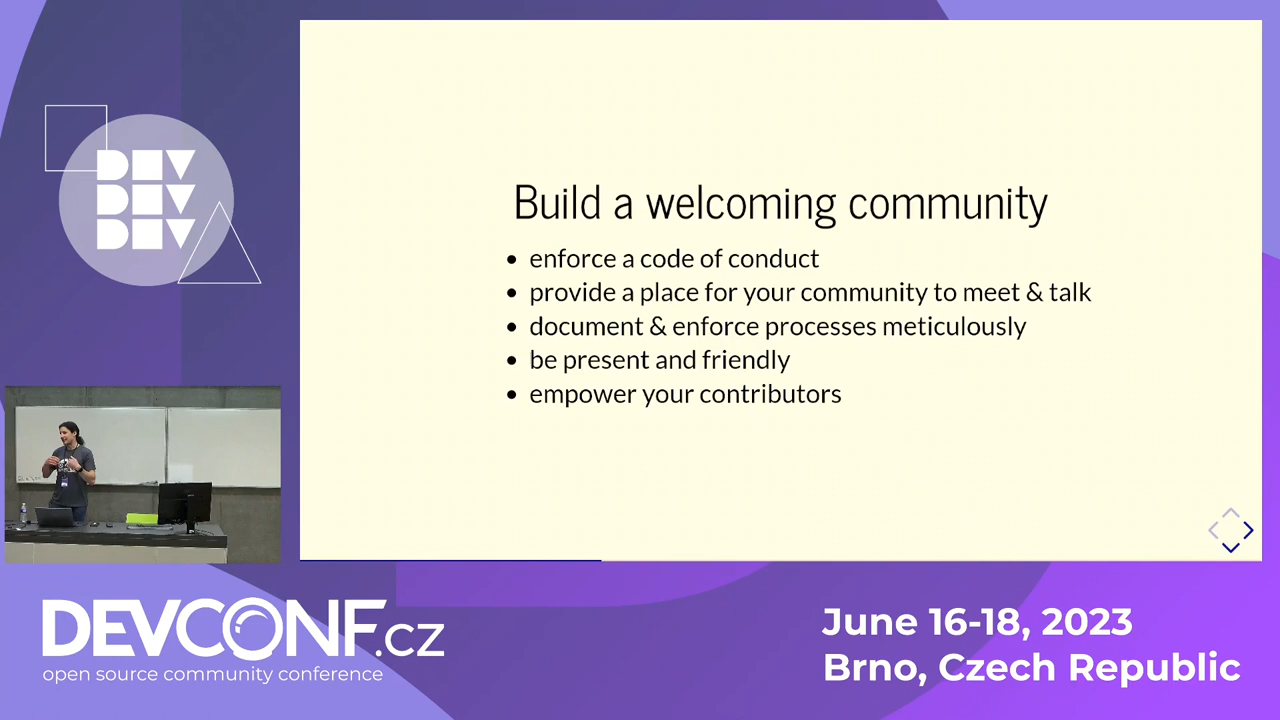 DEV
DEV
DEV
Build a welcoming community
• enforce a code of conduct
• provide a place for your community to meet & talk
• document & enforce processes meticulously
• be present and friendly
• empower your contributors
DEVCONF.CZ
open source community conference
June 16-18, 2023
Brno, Czech Republic